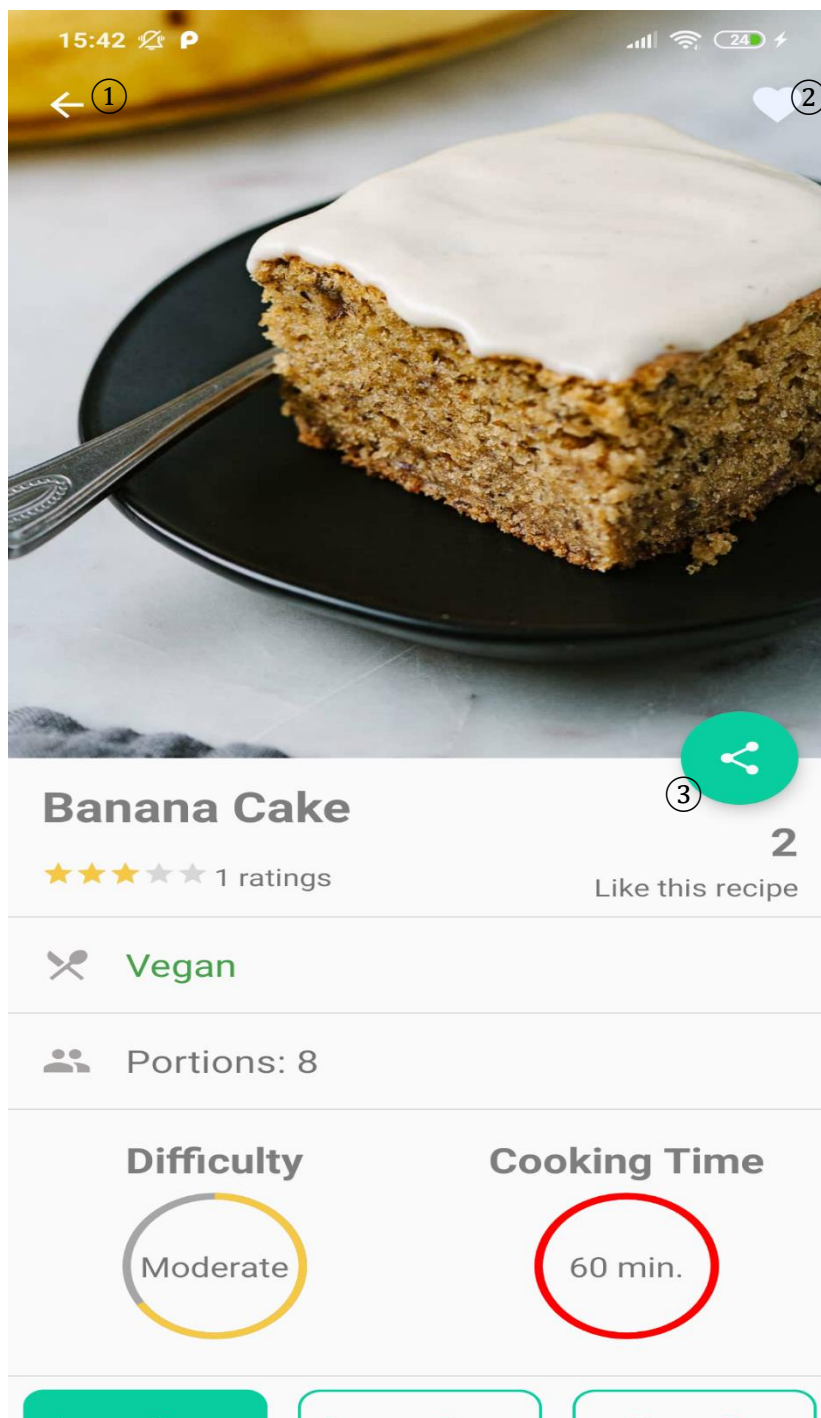 15:42 24
①
②
Banana Cake
③
2
1 ratings
Like this recipe
Vegan
Portions: 8
Difficulty
Cooking Time
Moderate
60 min.